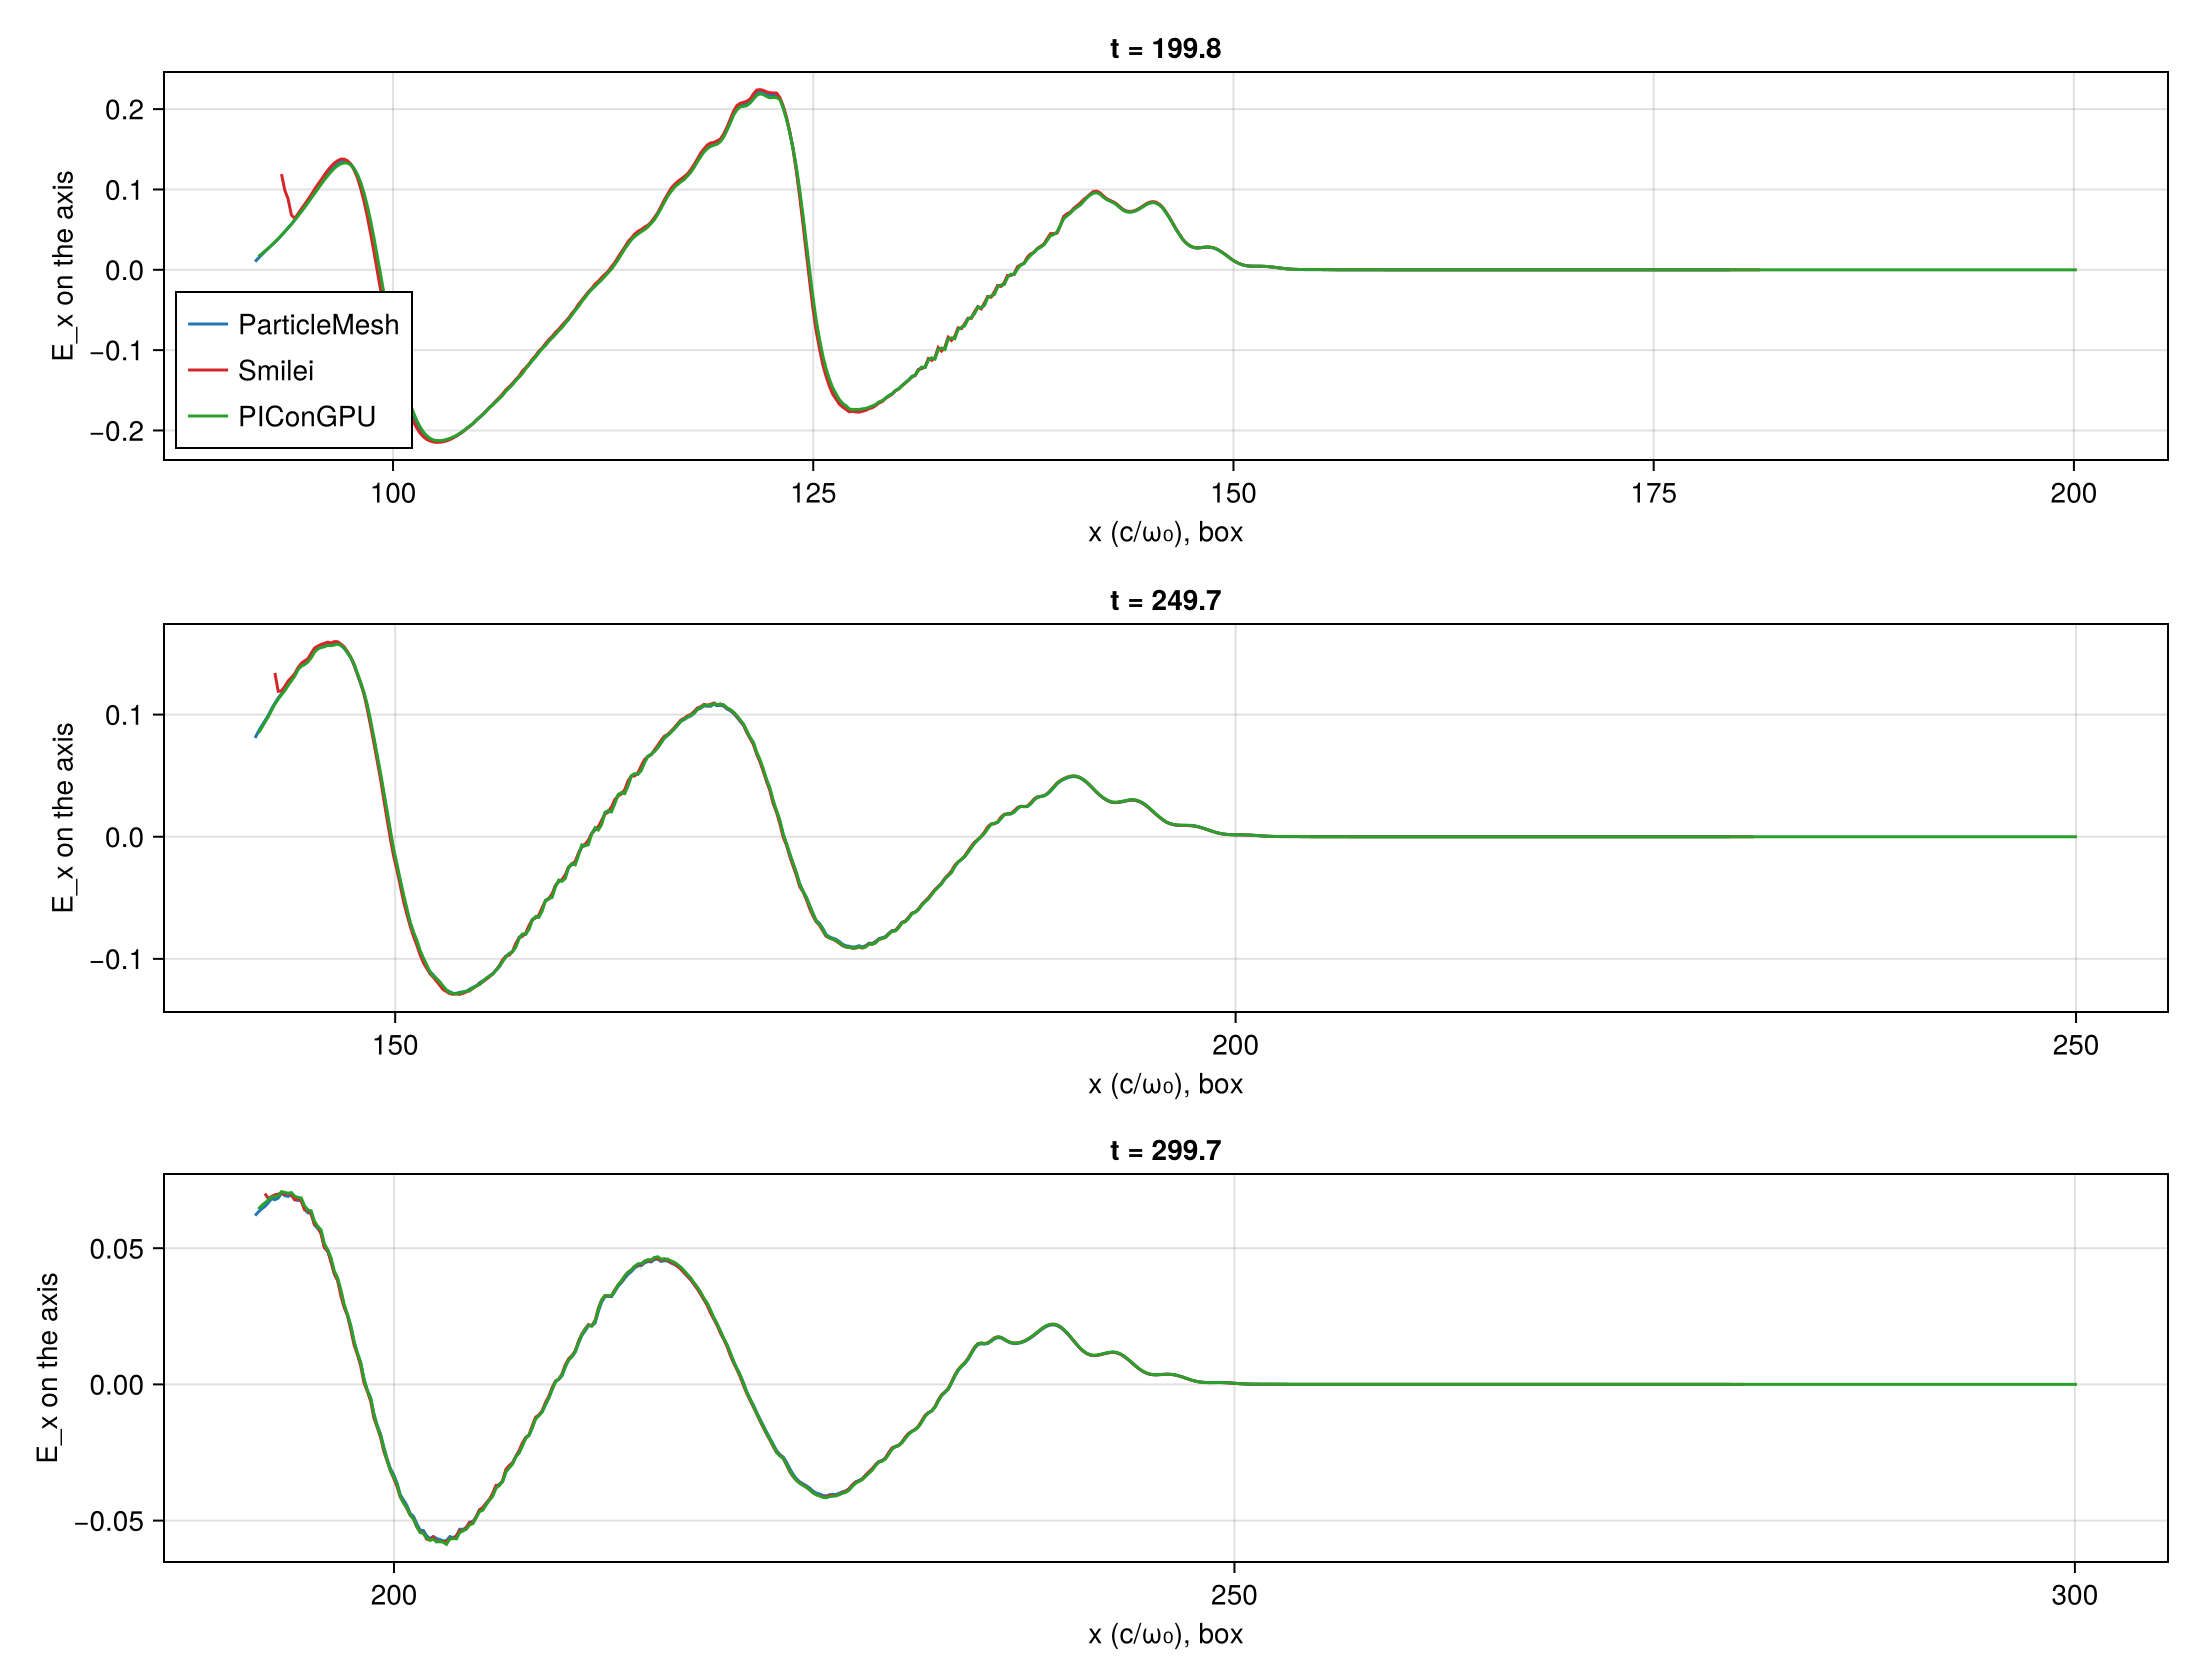 t = 199.8
E_x on the axis
0.2
0.1
0.0
−0.1
−0.2
ParticleMesh
Smilei
PIConGPU
100 125 150 175 200
x (c/ω₀), box
t = 249.7
E_x on the axis
0.1
0.0
−0.1
150 200 250
x (c/ω₀), box
t = 299.7
E_x on the axis
0.05
0.00
−0.05
200 250 300
x (c/ω₀), box